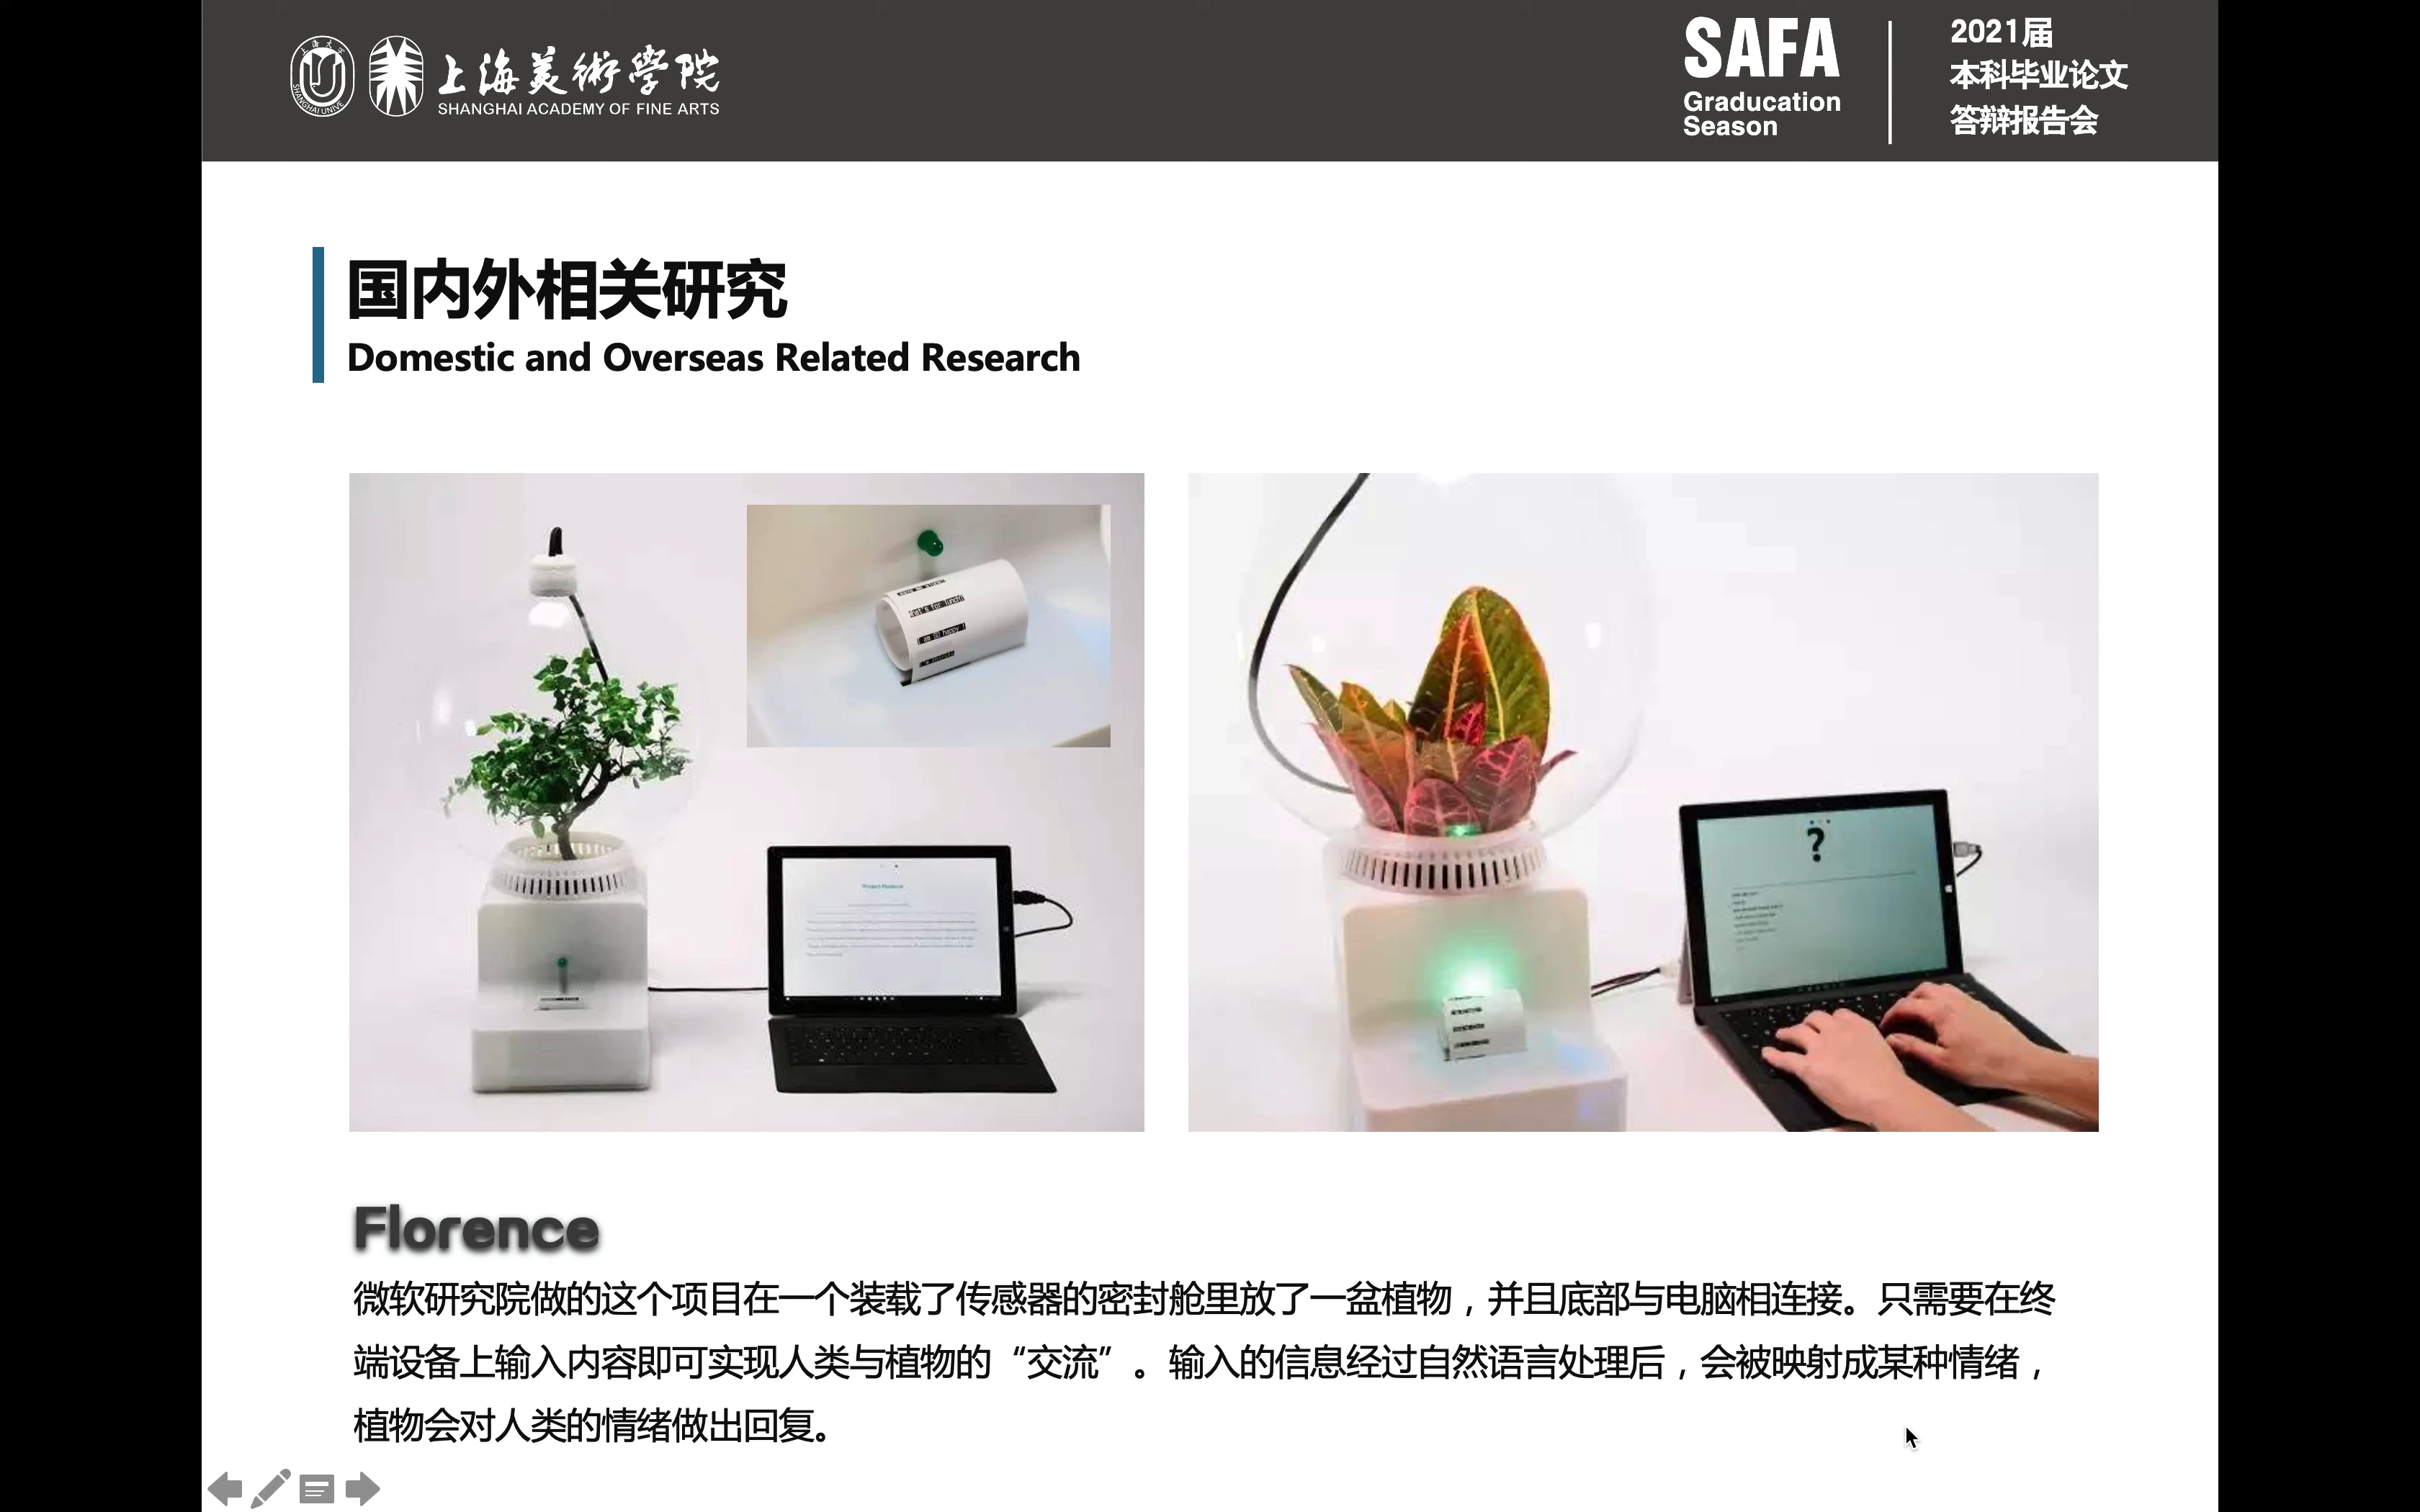 上海美術學院
SHANGHAI ACADEMY OF FINE ARTS
SAFA
Graducation
Season
2021届
本科毕业论文
答辩报告会
国内外相关研究
Domestic and Overseas Related Research
What's for lunch?
I am SO happy !
?
Florence
微软研究院做的这个项目在一个装载了传感器的密封舱里放了一盆植物，并且底部与电脑相连接。只需要在终
端设备上输入内容即可实现人类与植物的“交流”。输入的信息经过自然语言处理后，会被映射成某种情绪，
植物会对人类的情绪做出回复。